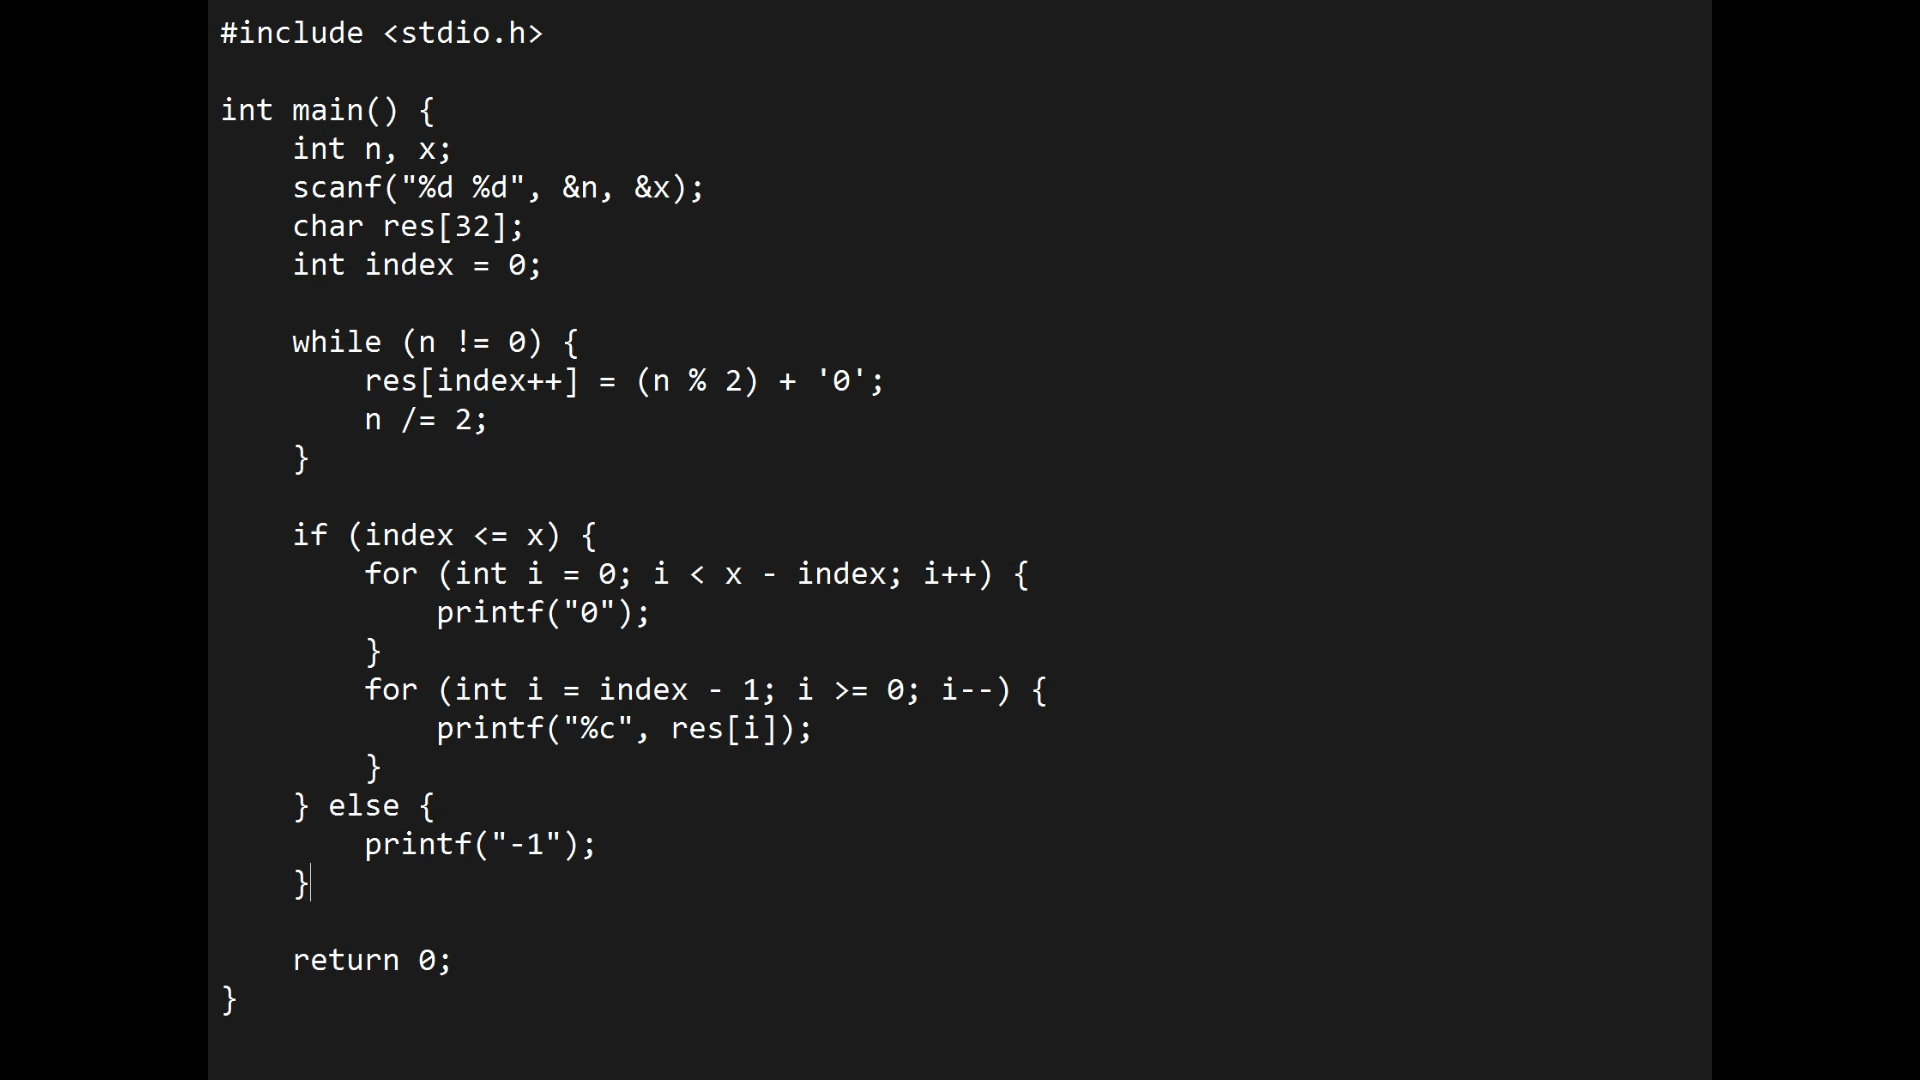 #include <stdio.h>

int main() {
    int n, x;
    scanf("%d %d", &n, &x);
    char res[32];
    int index = 0;

    while (n != 0) {
        res[index++] = (n % 2) + '0';
        n /= 2;
    }

    if (index <= x) {
        for (int i = 0; i < x - index; i++) {
            printf("0");
        }
        for (int i = index - 1; i >= 0; i--) {
            printf("%c", res[i]);
        }
    } else {
        printf("-1");
    }

    return 0;
}